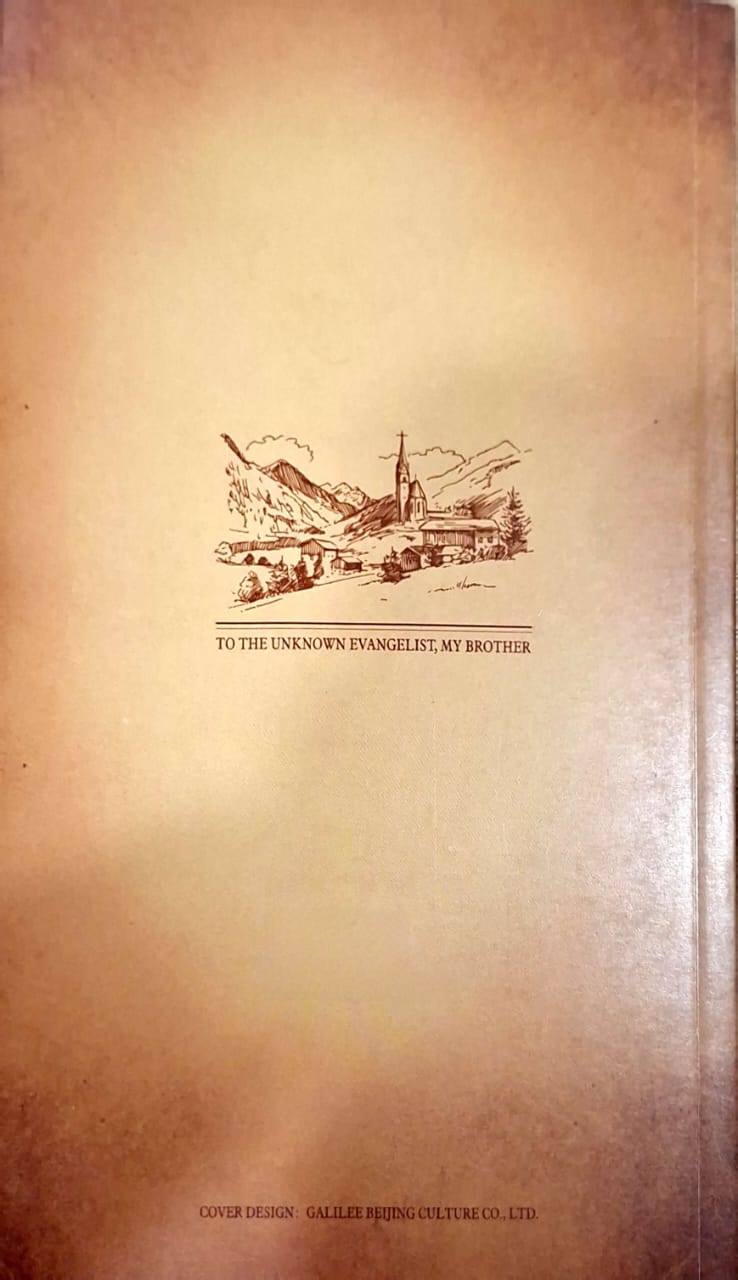 TO THE UNKNOWN EVANGELIST, MY BROTHER
COVER DESIGN: GALILEE BEIJING CULTURE CO., LTD.